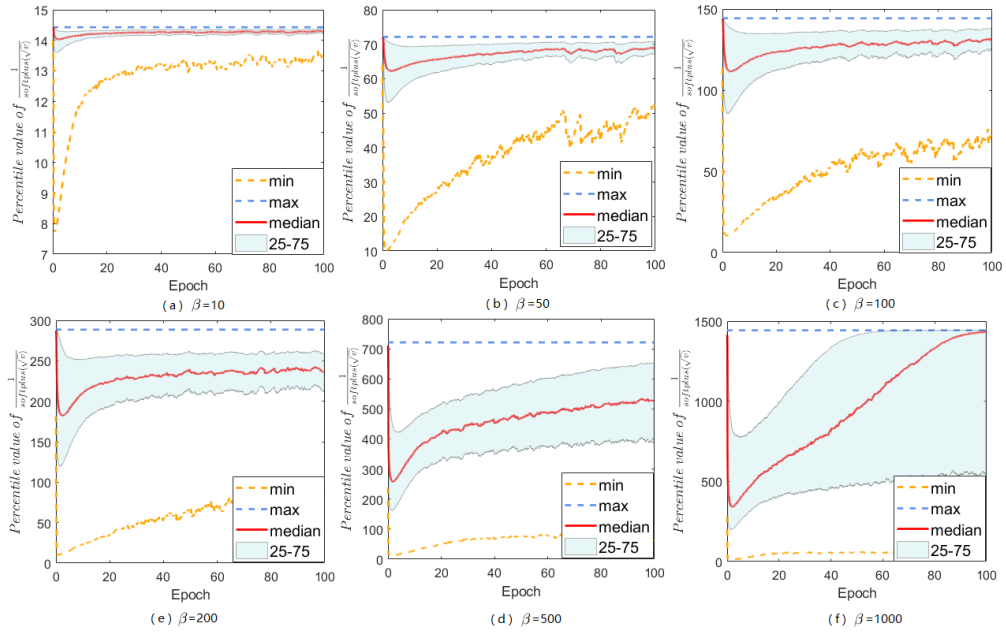 15
14
13
12
11
10
9
8
7
0 20 40 60 80 100
Percentile value of 1/softplus(√v)
min
max
median
25-75
Epoch
( a ) β=10
80
70
60
50
40
30
20
10
0 20 40 60 80 100
Percentile value of 1/softplus(√v)
min
max
median
25-75
Epoch
( b ) β=50
150
100
50
0
0 20 40 60 80 100
Percentile value of 1/softplus(√v)
min
max
median
25-75
Epoch
( c ) β=100
300
250
200
150
100
50
0
0 20 40 60 80 100
Percentile value of 1/softplus(√v)
min
max
median
25-75
Epoch
( e ) β=200
800
700
600
500
400
300
200
100
0
0 20 40 60 80 100
Percentile value of 1/softplus(√v)
min
max
median
25-75
Epoch
( d ) β=500
1500
1000
500
0
0 20 40 60 80 100
Percentile value of 1/softplus(√v)
min
max
median
25-75
Epoch
( f ) β=1000